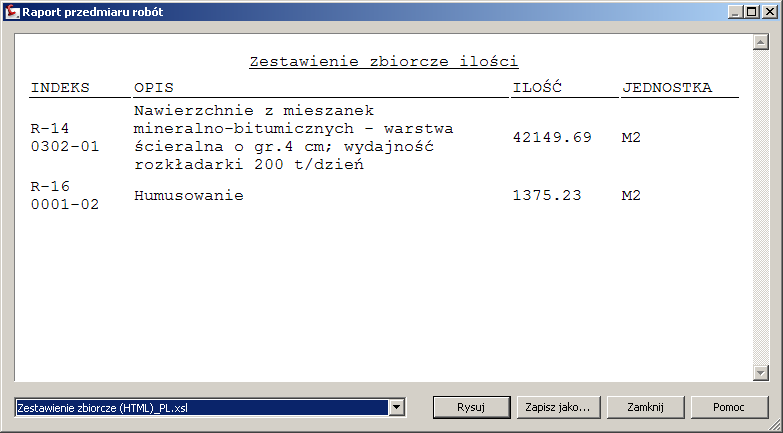 Raport przedmiaru robót
Zestawienie zbiorcze ilości
INDEKS OPIS ILOŚĆ JEDNOSTKA
R-14
0302-01
Nawierzchnie z mieszanek
mineralno-bitumicznych - warstwa
ścieralna o gr.4 cm; wydajność
rozkładarki 200 t/dzień
42149.69 M2
R-16
0001-02
Humusowanie 1375.23 M2
Zestawienie zbiorcze (HTML)_PL.xsl Rysuj Zapisz jako... Zamknij Pomoc